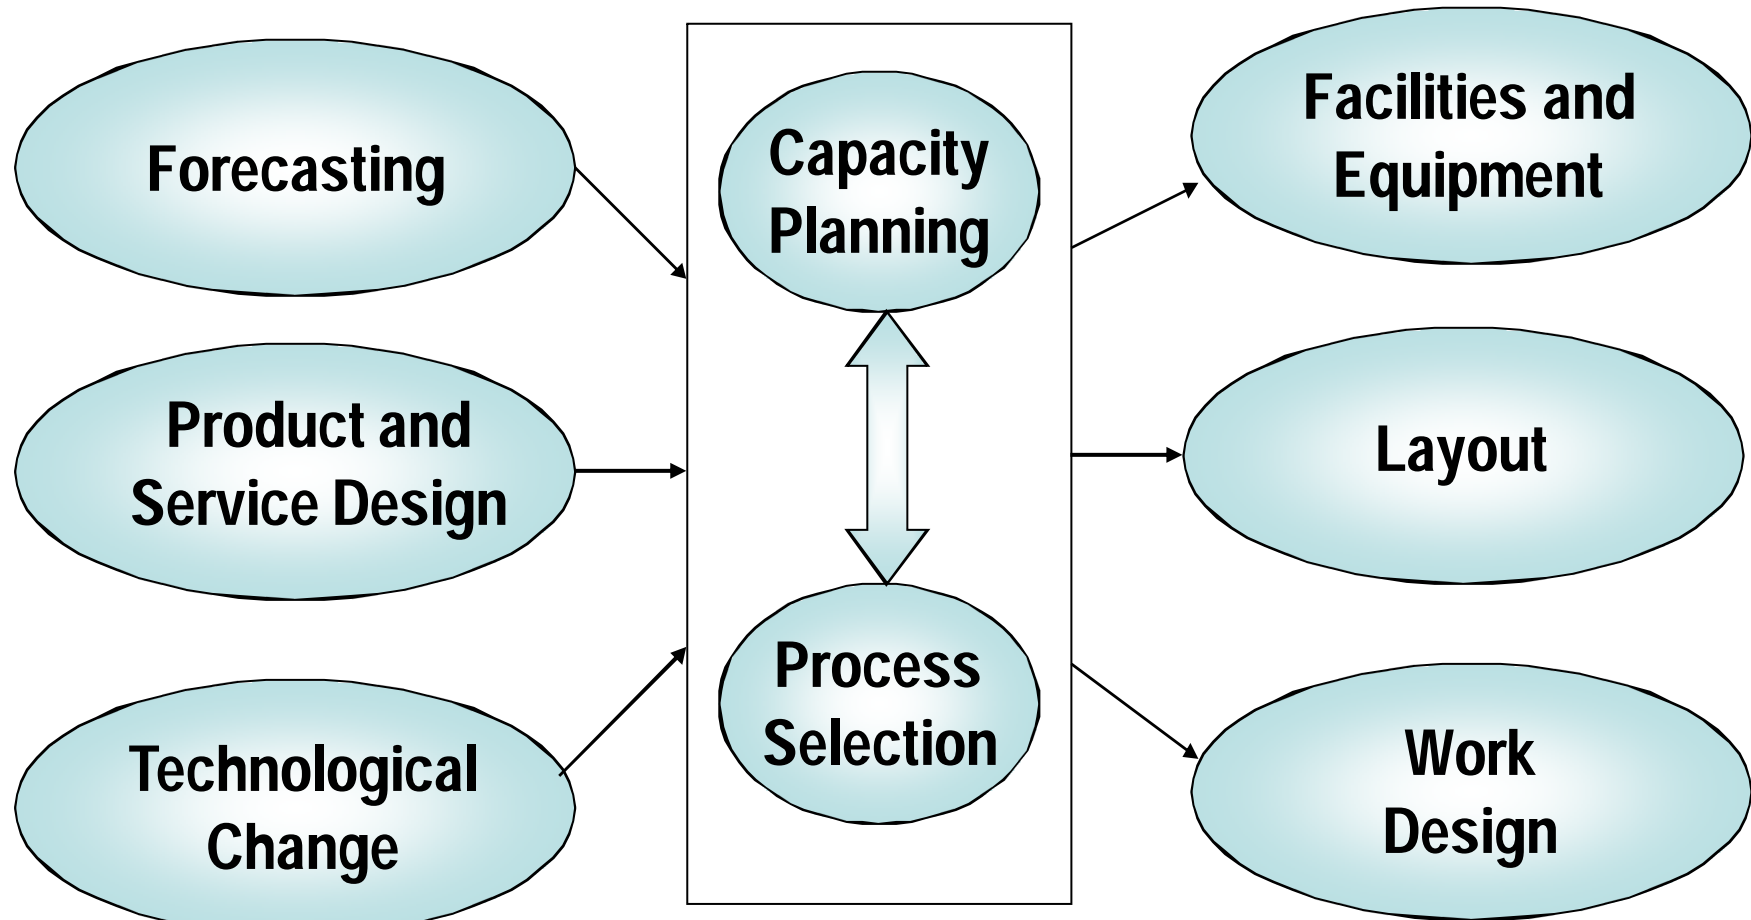 Forecasting
Product and
Service Design
Technological
Change
Capacity
Planning
Process
Selection
Facilities and
Equipment
Layout
Work
Design